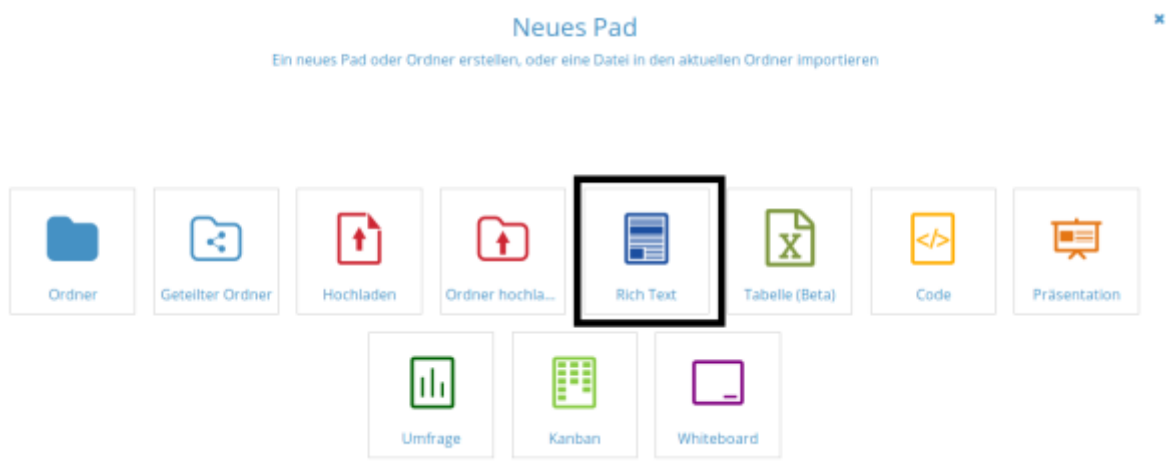 Neues Pad
Ein neues Pad oder Ordner erstellen, oder eine Datei in den aktuellen Ordner importieren
Ordner
Geteilter Ordner
Hochladen
Ordner hochla...
Rich Text
Tabelle (Beta)
Code
Präsentation
Umfrage
Kanban
Whiteboard